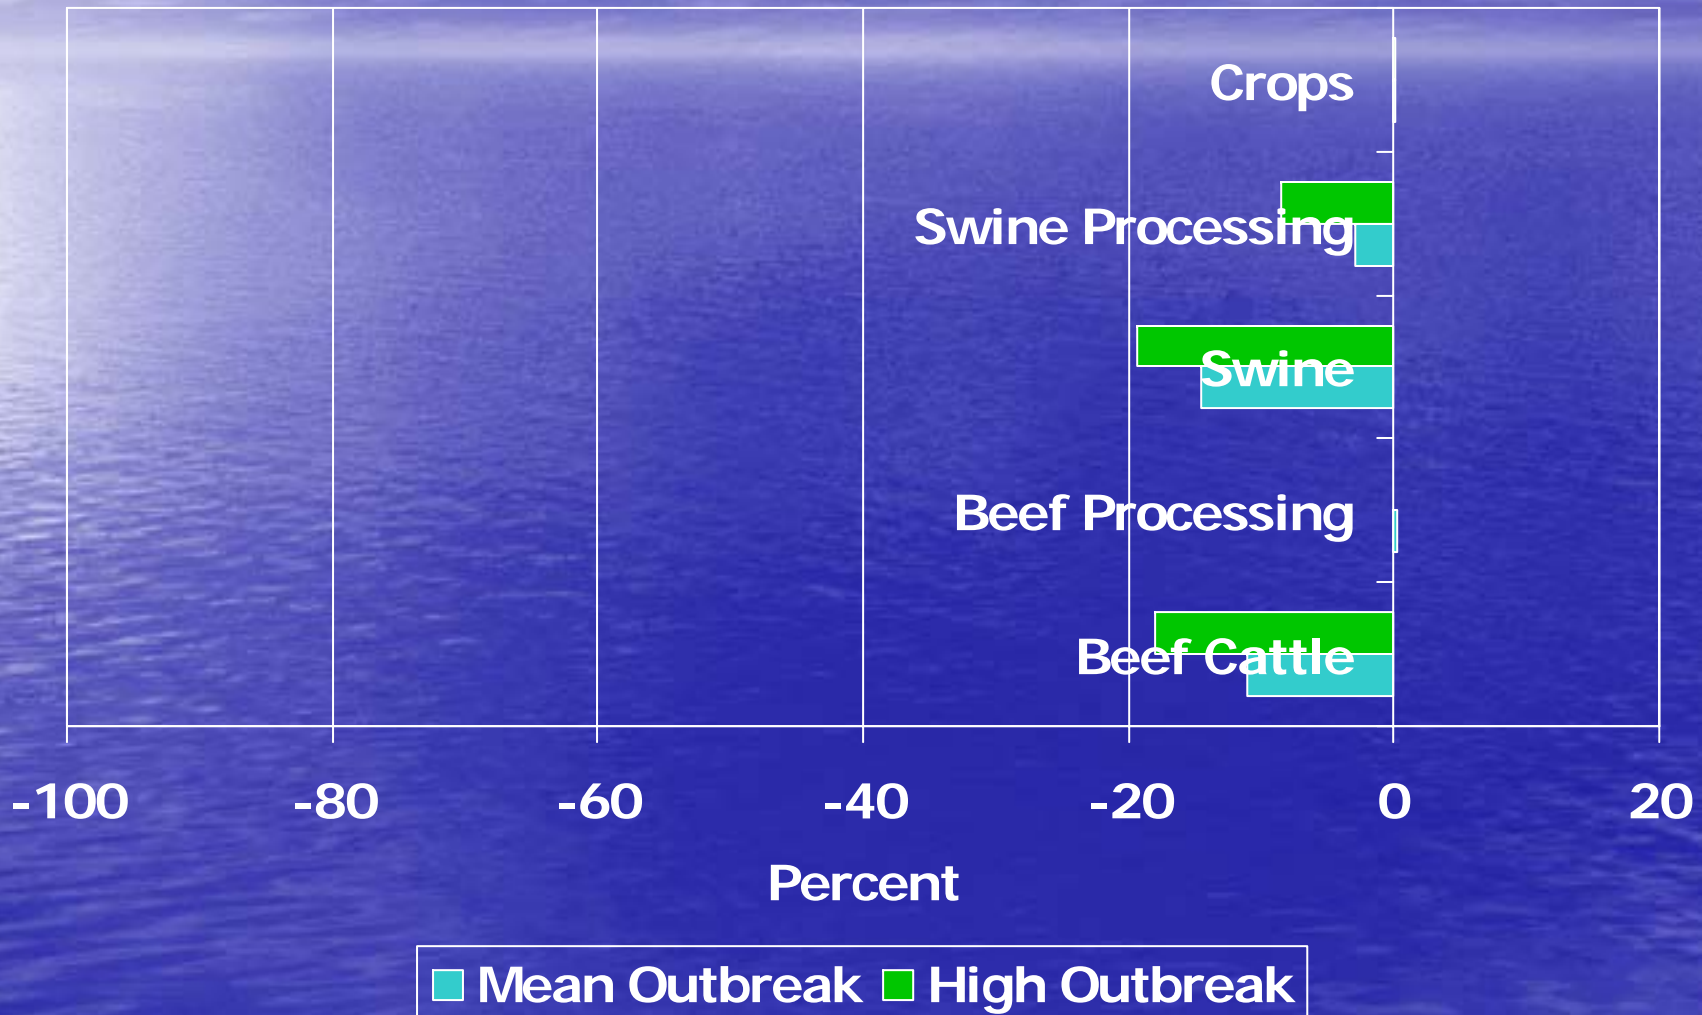 Crops
Swine Processing
Swine
Beef Processing
Beef Cattle
-100 -80 -60 -40 -20 0 20
Percent
Mean Outbreak High Outbreak